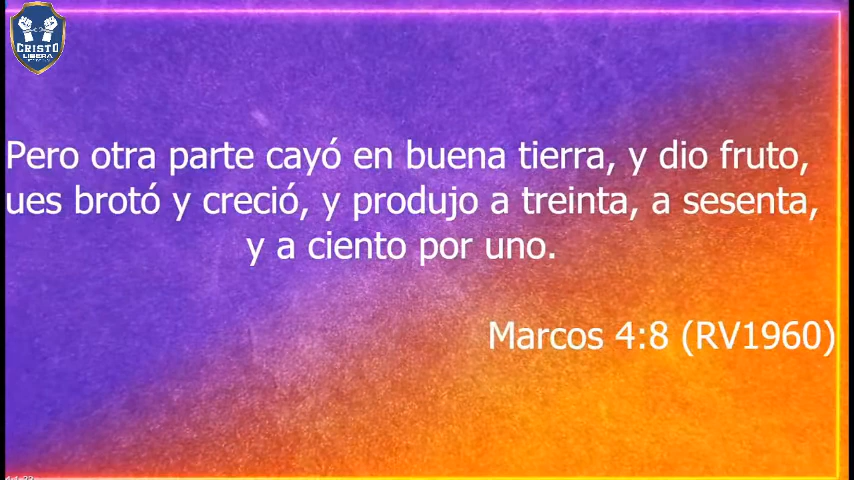 CRISTO
LIBERA
Pero otra parte cayó en buena tierra, y dio fruto,
ues brotó y creció, y produjo a treinta, a sesenta,
y a ciento por uno.
Marcos 4:8 (RV1960)